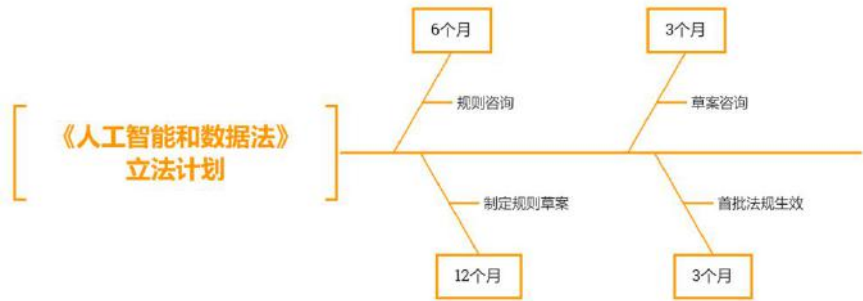 6个月
3个月
规则咨询
草案咨询
《人工智能和数据法》
立法计划
制定规则草案
首批法规生效
12个月
3个月